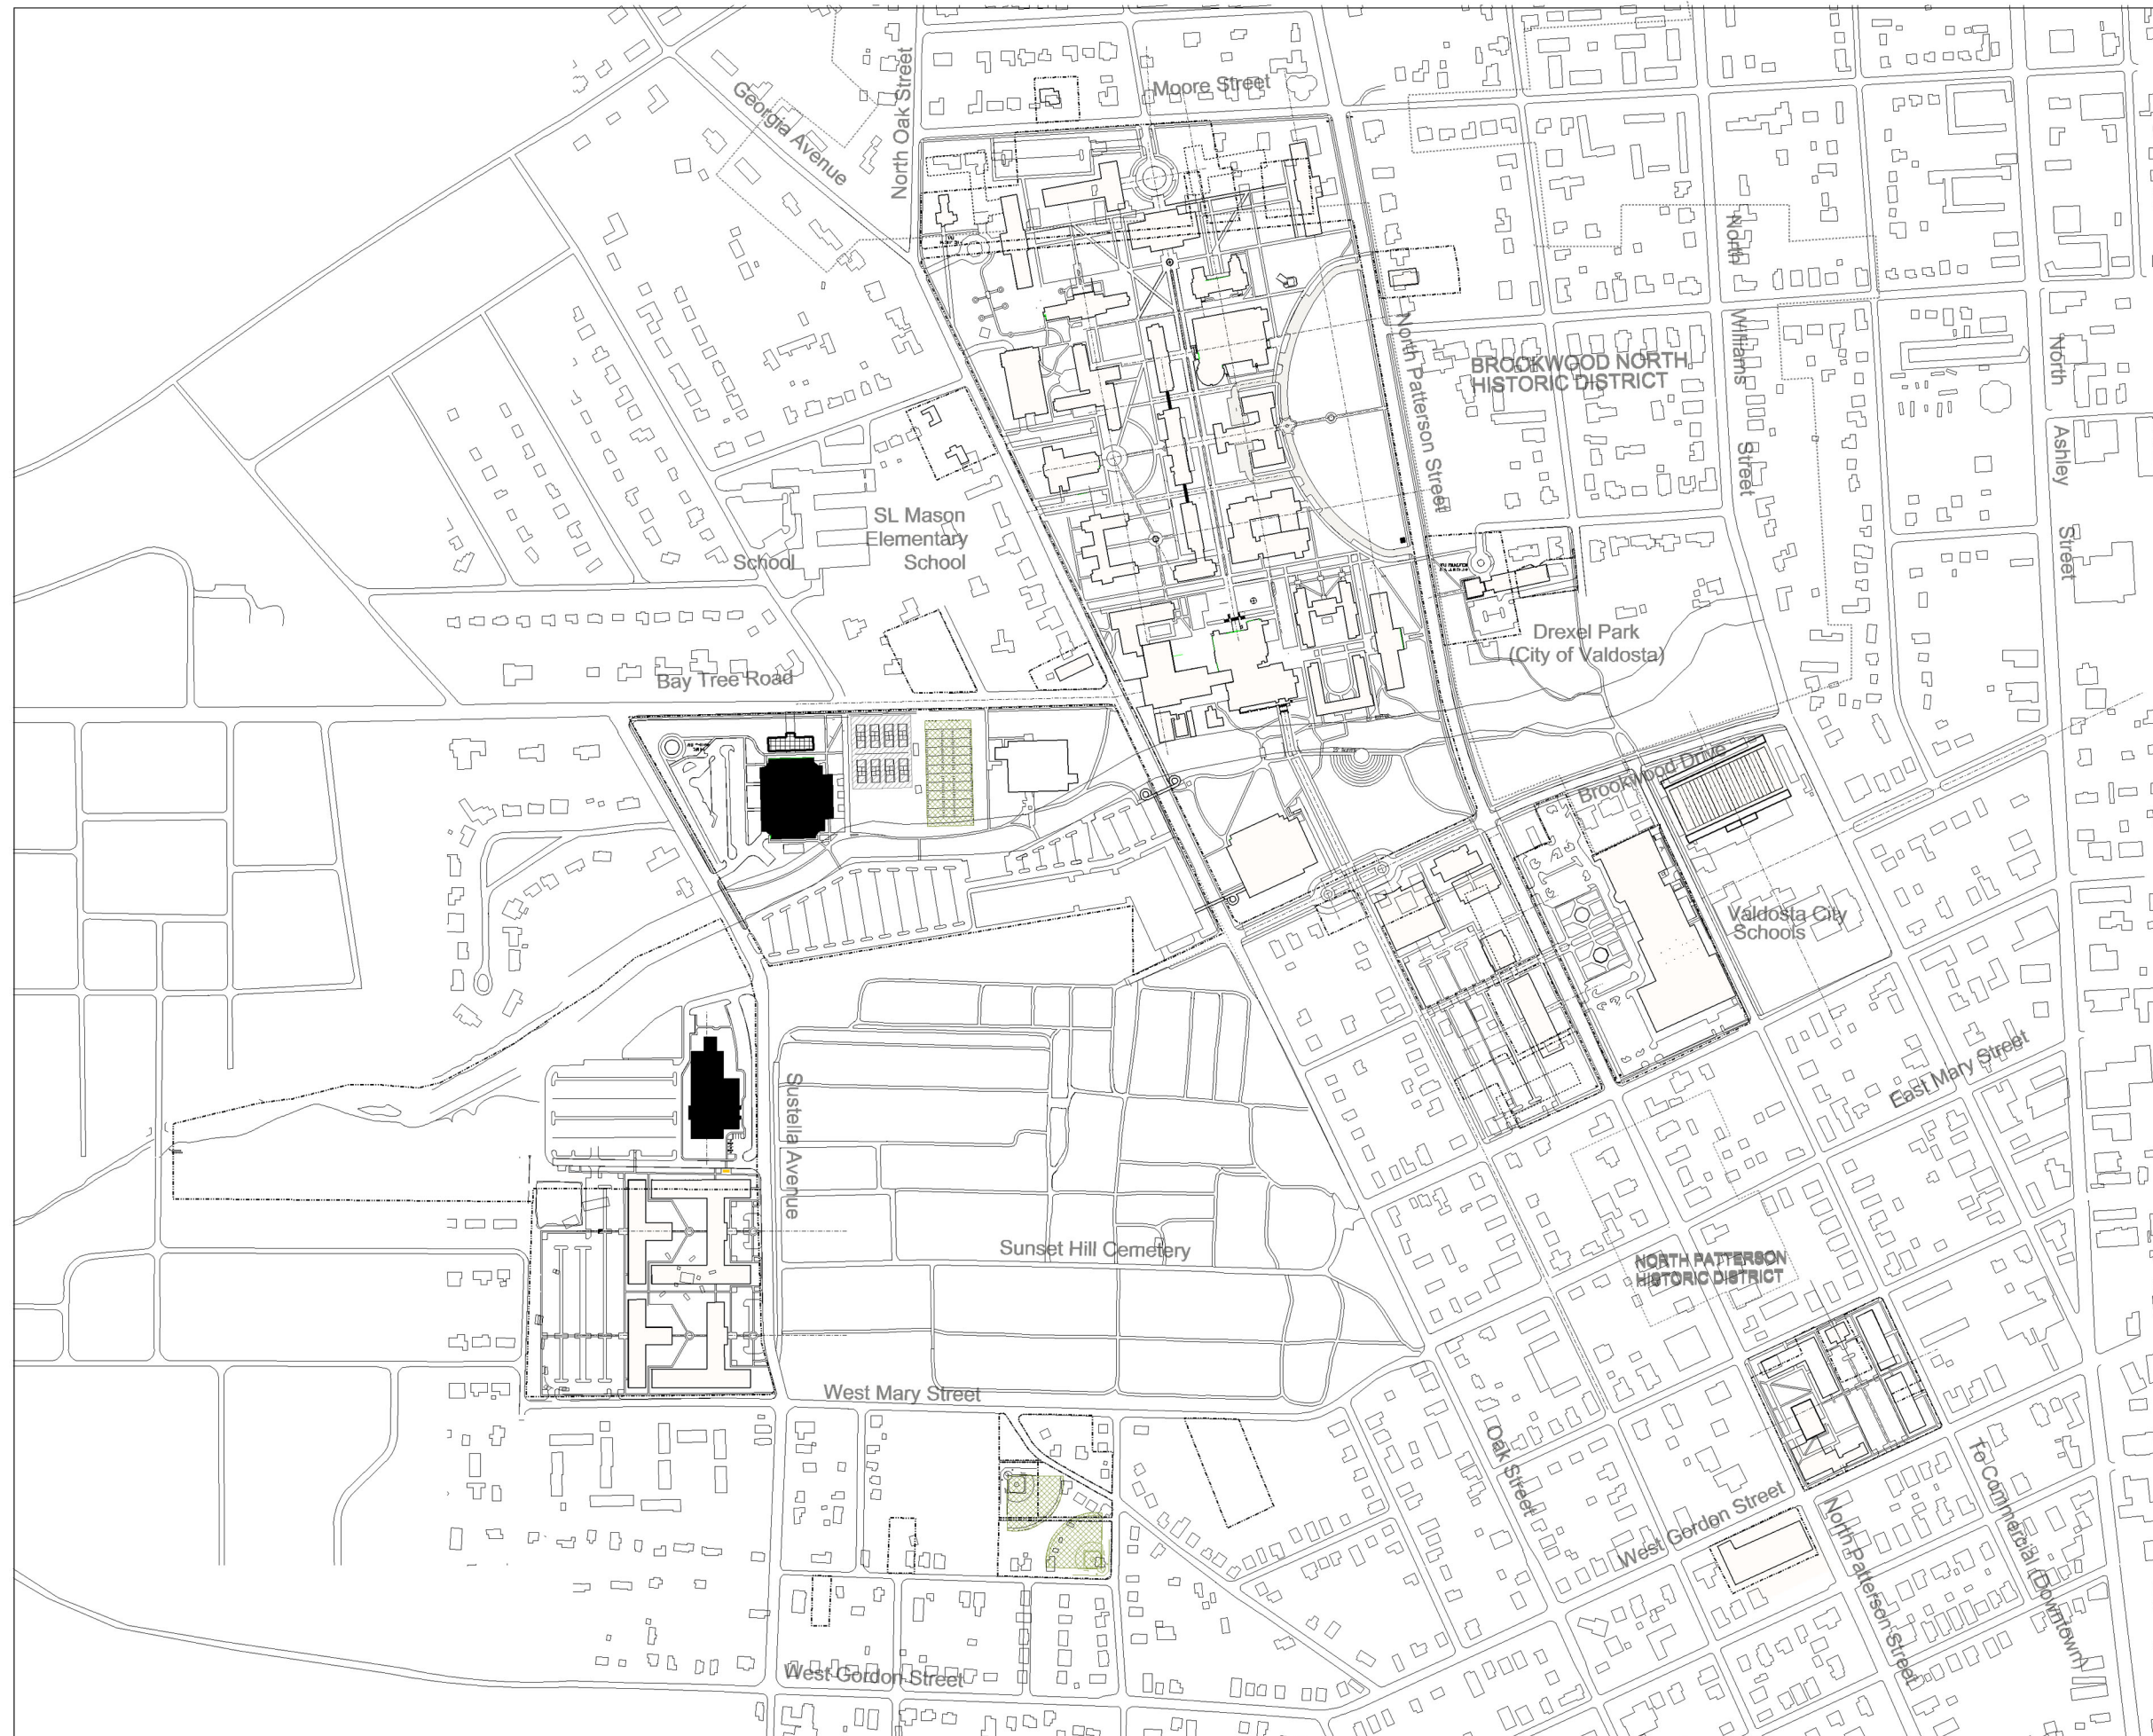 Moore Street
Georgia Avenue
North Oak Street
North
Williams
Street
North
Ashley
Street
North Patterson Street
BROOKWOOD NORTH
HISTORIC DISTRICT
SL Mason
Elementary
School
School
Drexel Park
(City of Valdosta)
Bay Tree Road
Brookwood Drive
Valdosta City
Schools
East Mary Street
Sustella Avenue
Sunset Hill Cemetery
NORTH PATTERSON
HISTORIC DISTRICT
West Mary Street
Oak Street
West Gordon Street
North Patterson Street
To Commercial (Downtown)
West Gordon Street